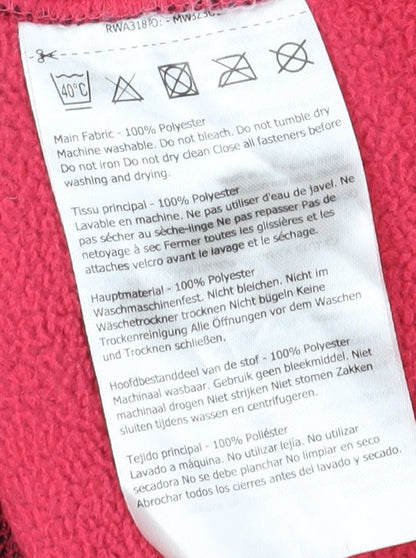 RWA318
40°C
Main Fabric - 100% Polyester
Machine washable. Do not bleach. Do not tumble dry
Do not iron Do not dry clean Close all fasteners before
washing and drying.
Tissu principal - 100% Polyester
Lavable en machine. Ne pas utiliser d'eau de Javel. Ne
pas sécher au sèche-linge Ne pas repasser Pas de
netoyage à sec Fermer toutes les glissières et les
attaches velcro avant le lavage et le séchage.
Hauptmaterial - 100% Polyester
Waschmaschinenfest. Nicht bleichen. Nicht im
Wäschetrockner trocknen Nicht bügeln Keine
Trockenreinigung Alle Öffnungen vor dem Waschen
und Trocknen schließen.
Hoofdbestanddeel van de stof - 100% Polyester
Machinaal wasbaar. Gebruik geen bleekmiddel. Niet
machinaal drogen Niet strijken Niet stomen Zakken
sluiten tijdens wassen en centrifugeren.
Tejido principal - 100% Poliéster
Lavado a máquina. No utilizar lejía. No utilizar
secadora No se debe planchar No limpiar en seco
Abrochar todos los cierres antes del lavado y secado.